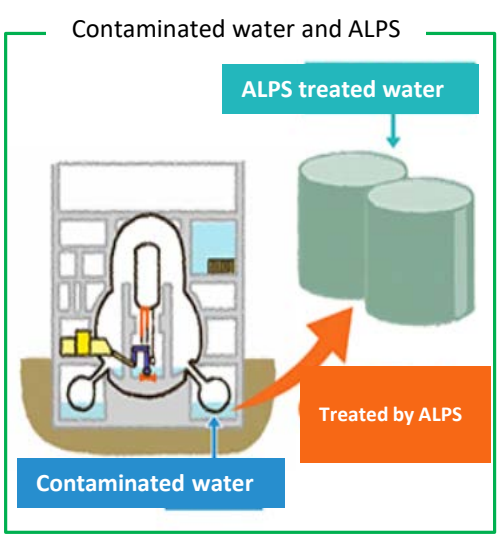 Contaminated water and ALPS
ALPS treated water
Treated by ALPS
Contaminated water